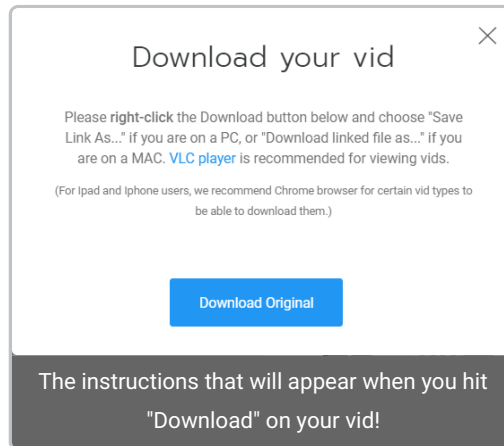 Download your vid
Please right-click the Download button below and choose "Save
Link As..." if you are on a PC, or "Download linked file as..." if you
are on a MAC. VLC player is recommended for viewing vids.
(For Ipad and Iphone users, we recommend Chrome browser for certain vid types to
be able to download them.)
Download Original
The instructions that will appear when you hit
"Download" on your vid!